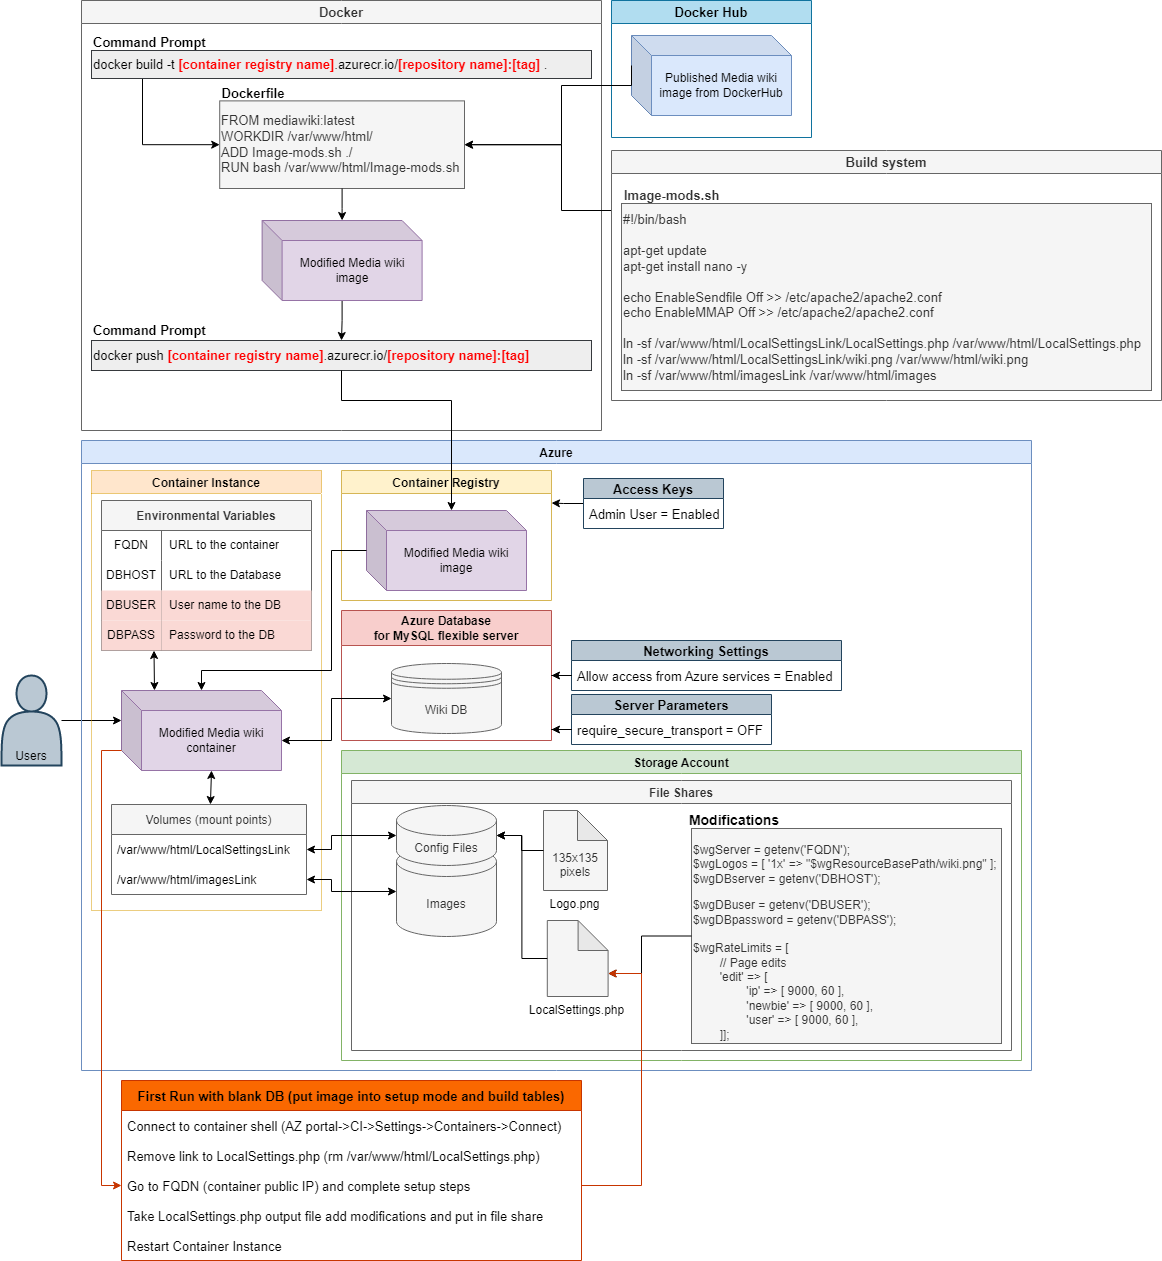 Docker
Command Prompt
docker build -t [container registry name].azurecr.io/[repository name]:[tag] .
Dockerfile
FROM mediawiki:latest
WORKDIR /var/www/html/
ADD Image-mods.sh ./
RUN bash /var/www/html/Image-mods.sh
Modified Media wiki
image
Command Prompt
docker push [container registry name].azurecr.io/[repository name]:[tag]
Docker Hub
Published Media wiki
image from DockerHub
Build system
Image-mods.sh
#!/bin/bash
apt-get update
apt-get install nano -y
echo EnableSendfile Off >> /etc/apache2/apache2.conf
echo EnableMMAP Off >> /etc/apache2/apache2.conf
ln -sf /var/www/html/LocalSettingsLink/LocalSettings.php /var/www/html/LocalSettings.php
ln -sf /var/www/html/LocalSettingsLink/wiki.png /var/www/html/wiki.png
ln -sf /var/www/html/imagesLink /var/www/html/images
Azure
Container Instance
Environmental Variables
FQDN URL to the container
DBHOST URL to the Database
DBUSER User name to the DB
DBPASS Password to the DB
Users
Modified Media wiki
container
Volumes (mount points)
/var/www/html/LocalSettingsLink
/var/www/html/imagesLink
Container Registry
Modified Media wiki
image
Access Keys
Admin User = Enabled
Azure Database
for MySQL flexible server
Wiki DB
Networking Settings
Allow access from Azure services = Enabled
Server Parameters
require_secure_transport = OFF
Storage Account
File Shares
Config Files
Images
135x135
pixels
Logo.png
LocalSettings.php
Modifications
$wgServer = getenv('FQDN');
$wgLogos = [ '1x' => "$wgResourceBasePath/wiki.png" ];
$wgDBserver = getenv('DBHOST');
$wgDBuser = getenv('DBUSER');
$wgDBpassword = getenv('DBPASS');
$wgRateLimits = [
// Page edits
'edit' => [
'ip' => [ 9000, 60 ],
'newbie' => [ 9000, 60 ],
'user' => [ 9000, 60 ],
]];
First Run with blank DB (put image into setup mode and build tables)
Connect to container shell (AZ portal->CI->Settings->Containers->Connect)
Remove link to LocalSettings.php (rm /var/www/html/LocalSettings.php)
Go to FQDN (container public IP) and complete setup steps
Take LocalSettings.php output file add modifications and put in file share
Restart Container Instance